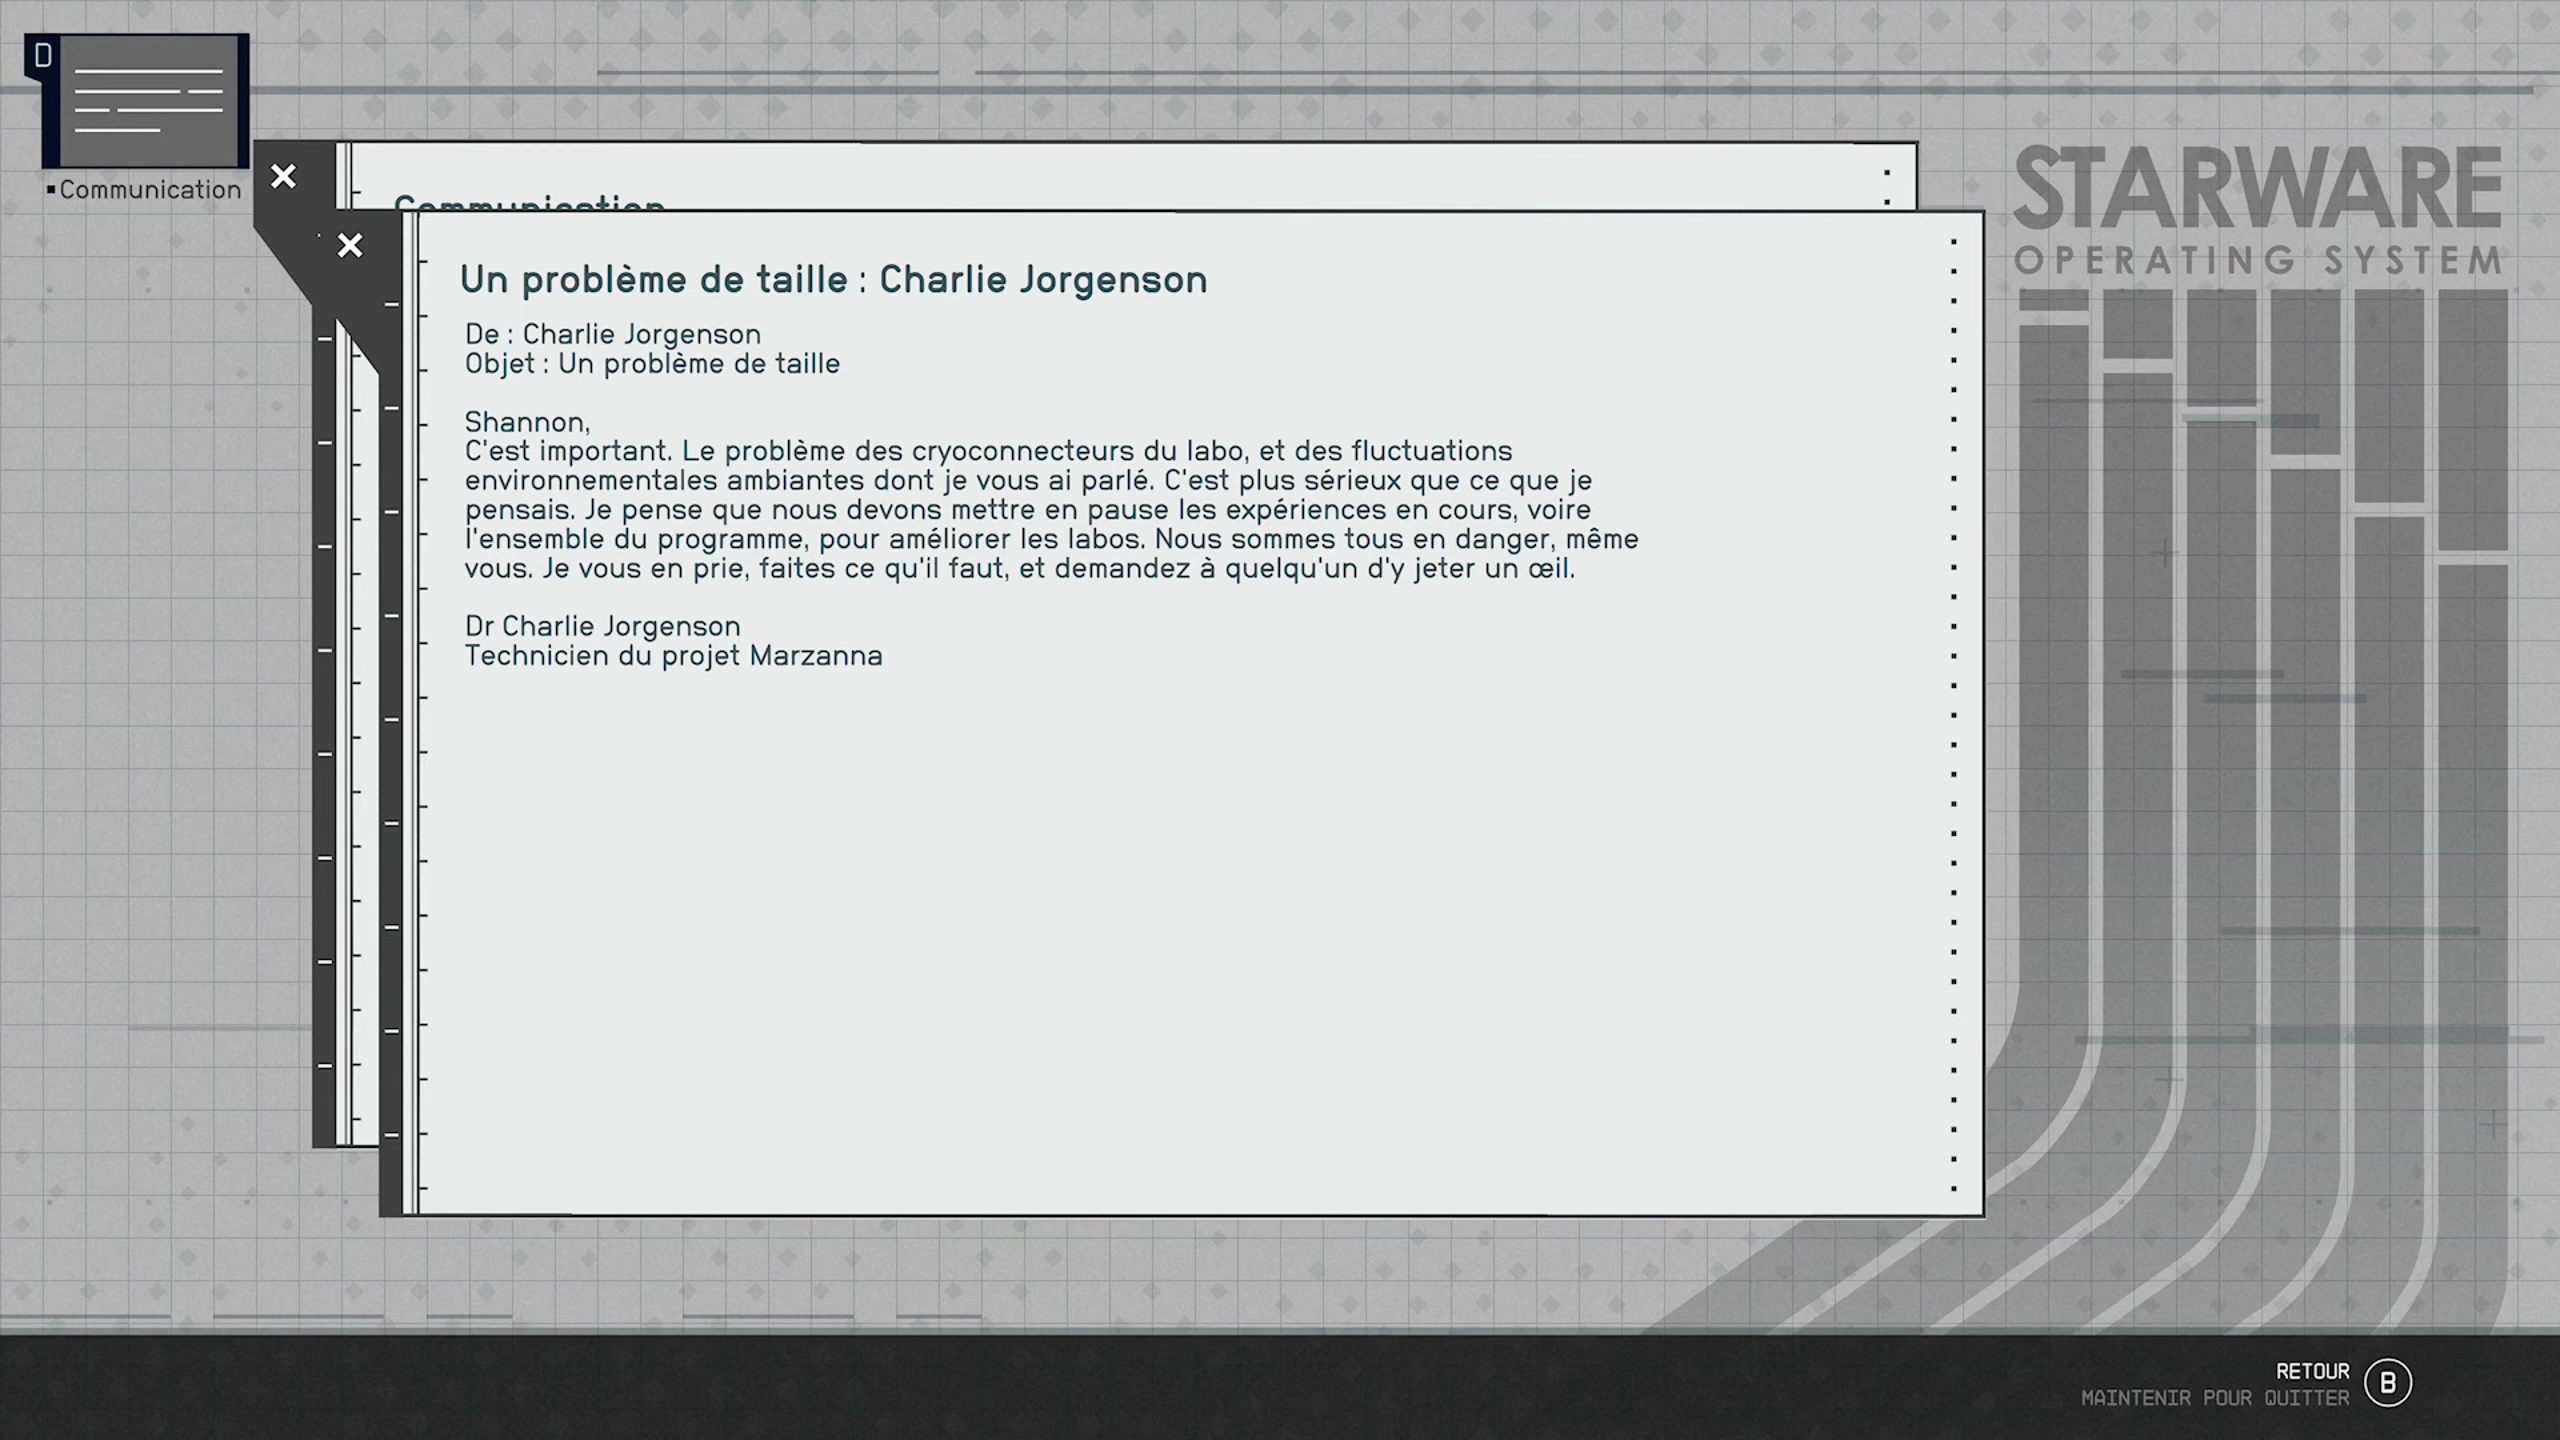 D
Communication
Communication
STARWARE
OPERATING SYSTEM
Un problème de taille : Charlie Jorgenson
De : Charlie Jorgenson
Objet : Un problème de taille
Shannon,
C'est important. Le problème des cryoconnecteurs du labo, et des fluctuations
environnementales ambiantes dont je vous ai parlé. C'est plus sérieux que ce que je
pensais. Je pense que nous devons mettre en pause les expériences en cours, voire
l'ensemble du programme, pour améliorer les labos. Nous sommes tous en danger, même
vous. Je vous en prie, faites ce qu'il faut, et demandez à quelqu'un d'y jeter un œil.
Dr Charlie Jorgenson
Technicien du projet Marzanna
RETOUR
MAINTENIR POUR QUITTER
B